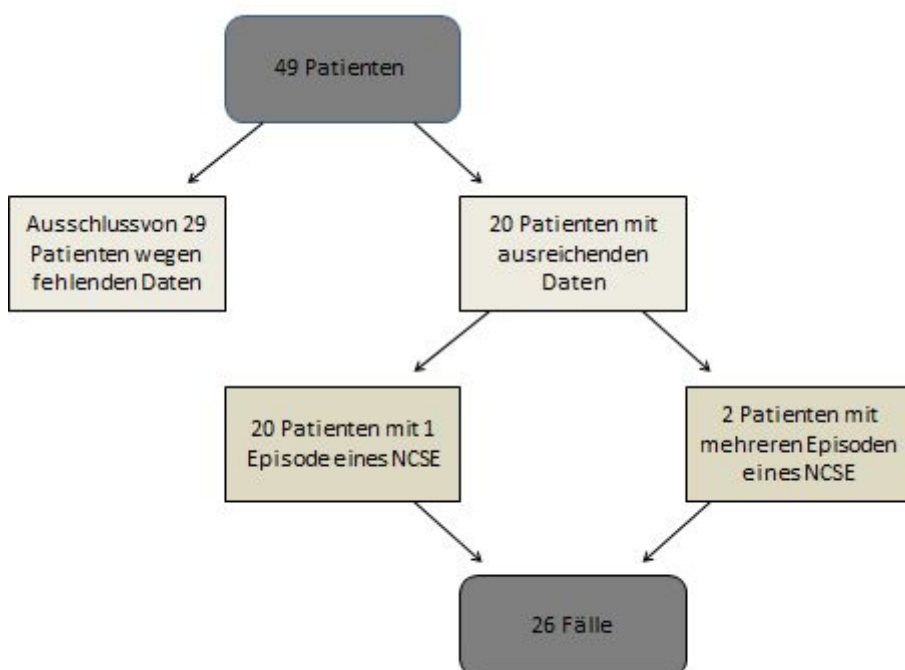 49 Patienten
Ausschlussvon 29
Patienten wegen
fehlenden Daten
20 Patienten mit
ausreichenden
Daten
20 Patienten mit 1
Episode eines NCSE
2 Patienten mit
mehreren Episoden
eines NCSE
26 Fälle